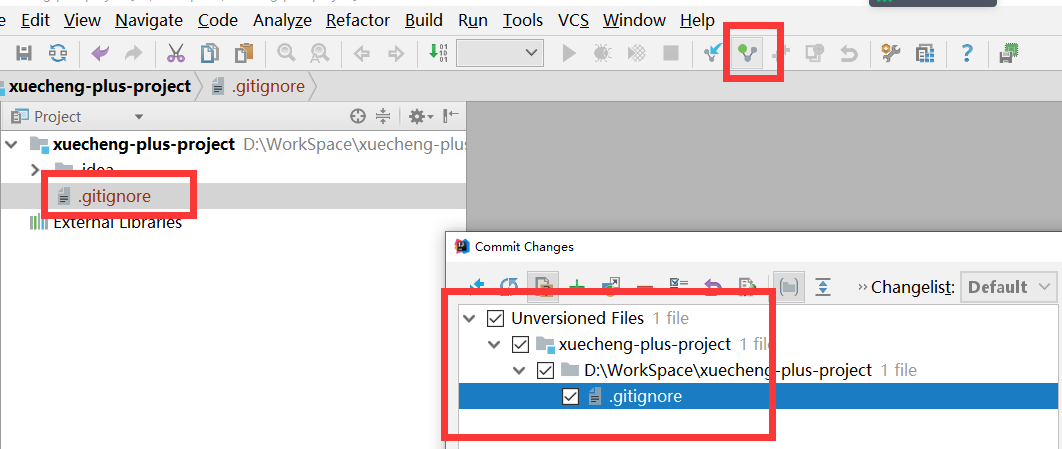 Edit View Navigate Code Analyze Refactor Build Run Tools VCS Window Help
xuecheng-plus-project .gitignore
Project
xuecheng-plus-project D:\WorkSpace\xuecheng-plus
.idea
.gitignore
External Libraries
Commit Changes
Changelist: Default
Unversioned Files 1 file
xuecheng-plus-project 1 file
D:\WorkSpace\xuecheng-plus-project 1 file
.gitignore